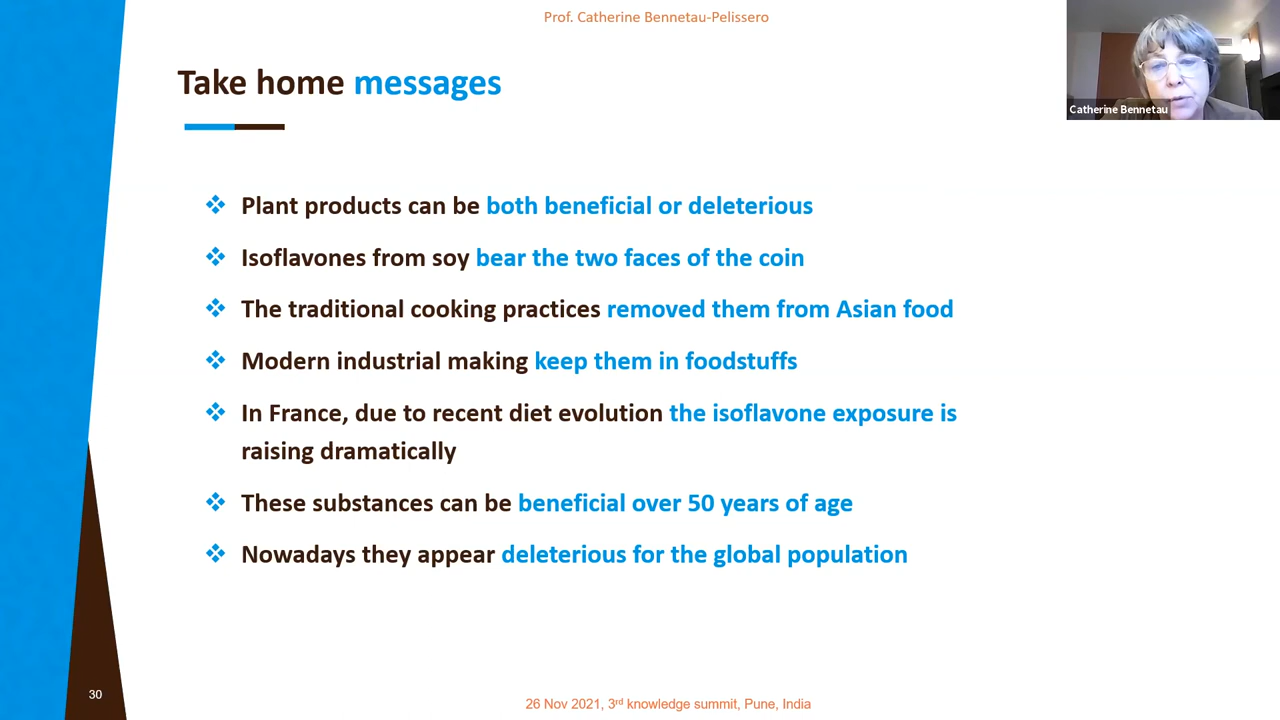 Prof. Catherine Bennetau-Pelissero
Catherine Bennetau
Take home messages
Plant products can be both beneficial or deleterious
Isoflavones from soy bear the two faces of the coin
The traditional cooking practices removed them from Asian food
Modern industrial making keep them in foodstuffs
In France, due to recent diet evolution the isoflavone exposure is
raising dramatically
These substances can be beneficial over 50 years of age
Nowadays they appear deleterious for the global population
30
26 Nov 2021, 3rd knowledge summit, Pune, India